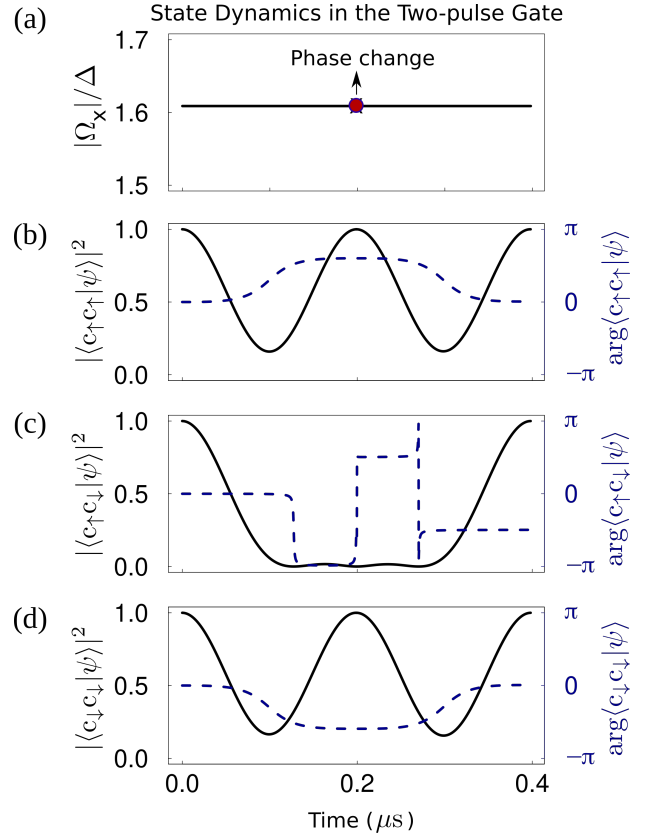 (a) State Dynamics in the Two-pulse Gate
1.7
Phase change
|Ωₓ|/Δ
1.6
1.5
(b)
|⟨c↑c↑|ψ⟩|²
1.0
0.5
0.0
π
0
−π
arg⟨c↑c↑|ψ⟩
(c)
|⟨c↑c↓|ψ⟩|²
1.0
0.5
0.0
π
0
−π
arg⟨c↑c↓|ψ⟩
(d)
|⟨c↓c↓|ψ⟩|²
1.0
0.5
0.0
π
0
−π
arg⟨c↓c↓|ψ⟩
0.0 0.2 0.4
Time (μs)